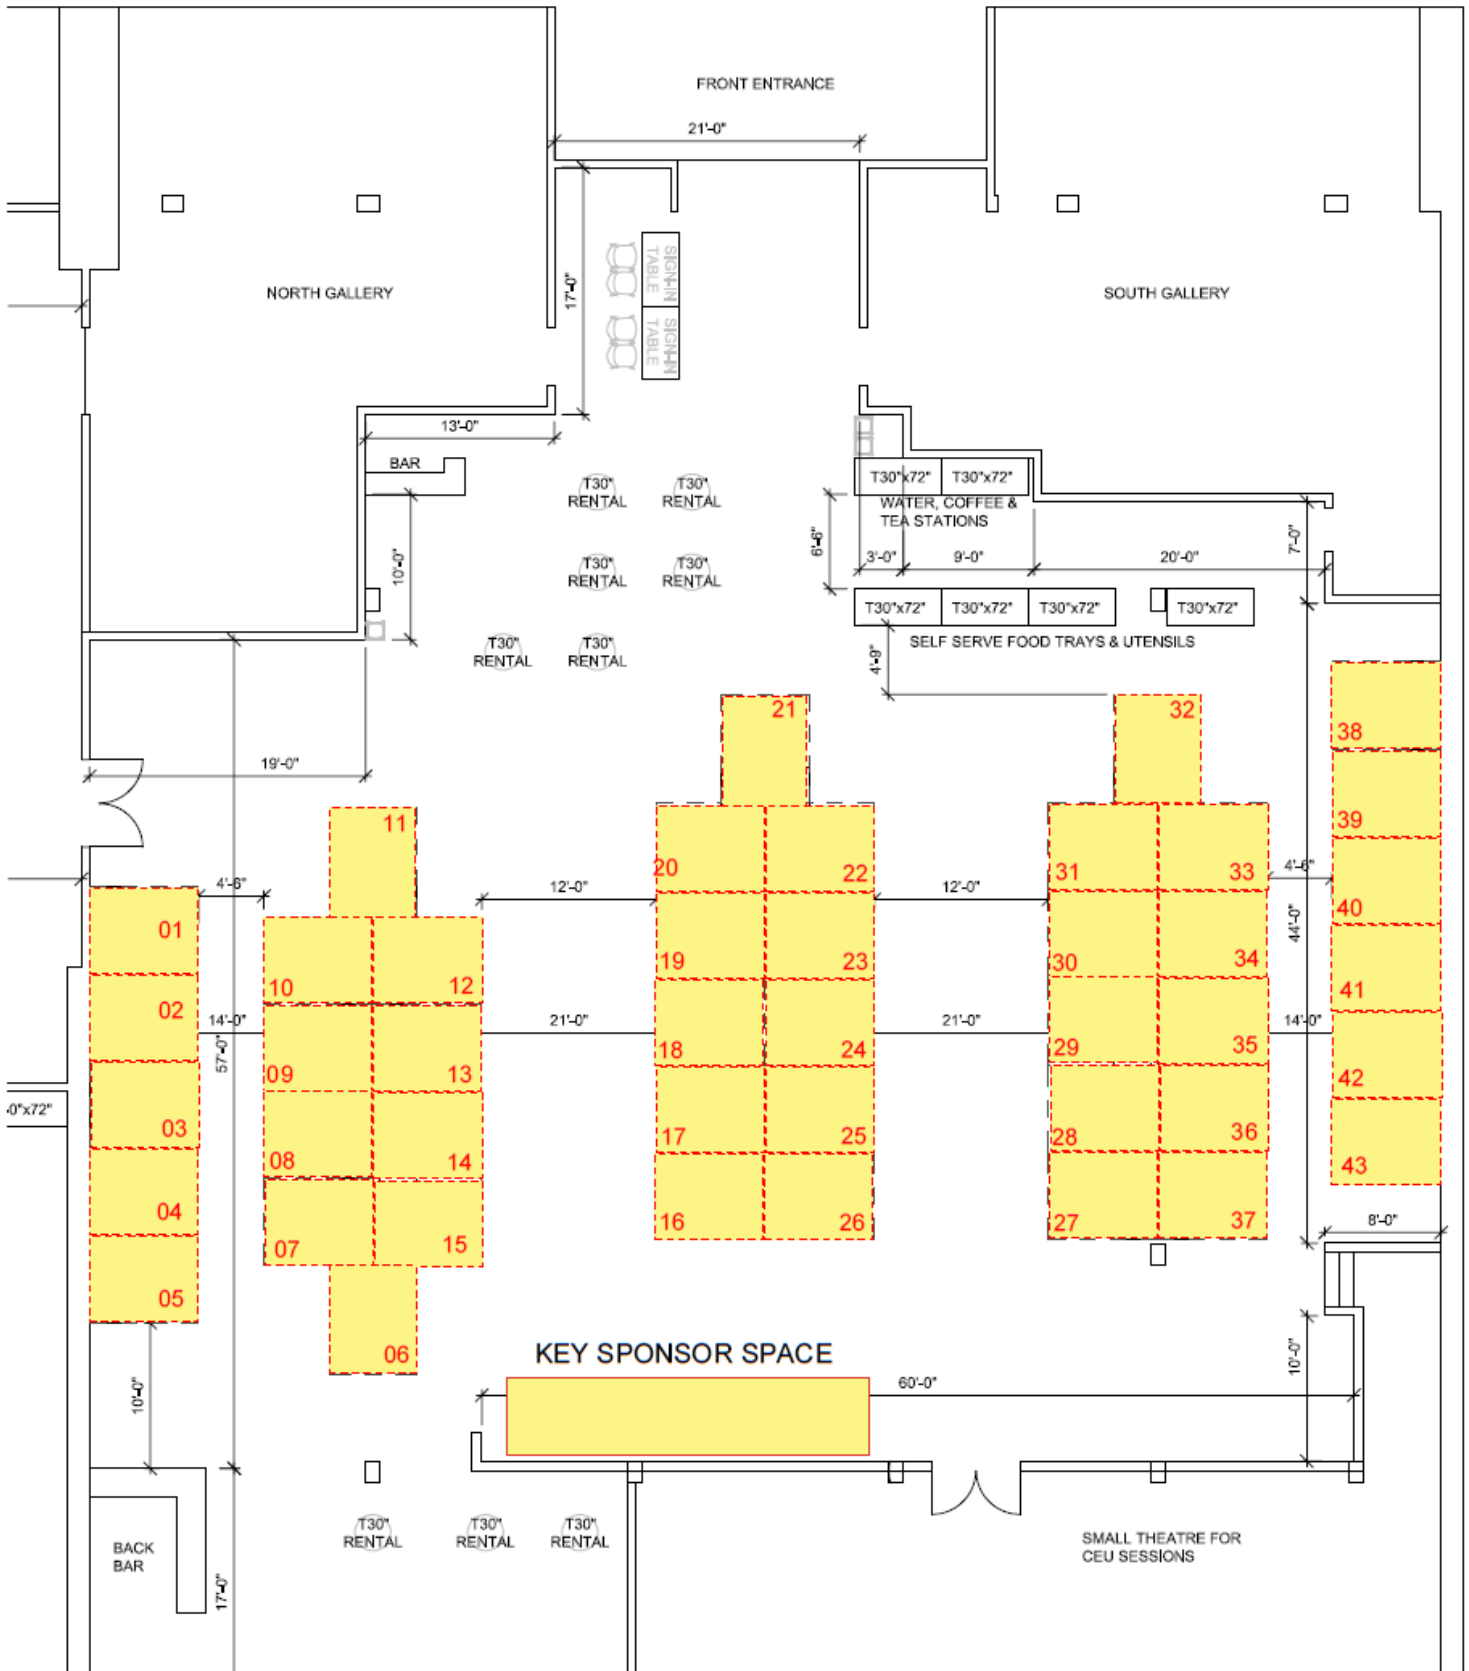 FRONT ENTRANCE
21'-0"
NORTH GALLERY
17'-0"
SIGN-IN
TABLE
SIGN-IN
TABLE
SOUTH GALLERY
13'-0"
BAR
10'-0"
T30"
RENTAL
T30"
RENTAL
T30"
RENTAL
T30"
RENTAL
T30"
RENTAL
T30"
RENTAL
T30"x72"
T30"x72"
WATER, COFFEE &
TEA STATIONS
6'-6"
3'-0"
9'-0"
20'-0"
7'-0"
T30"x72"
T30"x72"
T30"x72"
T30"x72"
SELF SERVE FOOD TRAYS & UTENSILS
4'-9"
19'-0"
21
32
38
39
11
20
22
31
33
4'-6"
4'-6"
12'-0"
12'-0"
40
44'-0"
01
10
12
19
23
30
34
41
02
14'-0"
57'-0"
21'-0"
21'-0"
14'-0"
18
24
29
35
09
13
42
0"x72"
03
17
25
28
36
08
14
43
04
16
26
27
37
8'-0"
07
15
05
06
KEY SPONSOR SPACE
10'-0"
60'-0"
10'-0"
T30"
RENTAL
T30"
RENTAL
T30"
RENTAL
BACK
BAR
17'-0"
SMALL THEATRE FOR
CEU SESSIONS